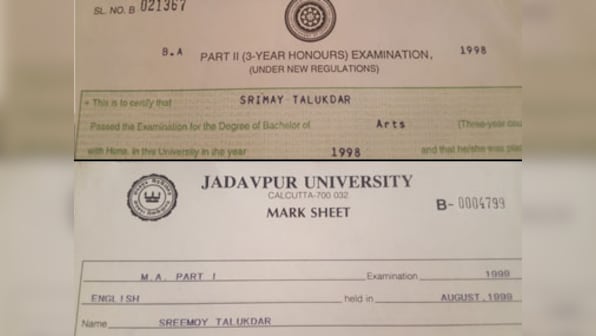 SL. NO. B 021367
B.A PART II (3-YEAR HONOURS) EXAMINATION, 1998
(UNDER NEW REGULATIONS)
This is to certify that SRIMAY TALUKDAR
Passed the Examination for the Degree of Bachelor of Arts (Three-year cou
with Hons. in this University in the year 1998 and that he/she was plac
JADAVPUR UNIVERSITY
CALCUTTA-700 032
MARK SHEET
B- 0004799
M.A. PART I Examination 1999
ENGLISH held in AUGUST,1999
Name SREEMOY TALUKDAR